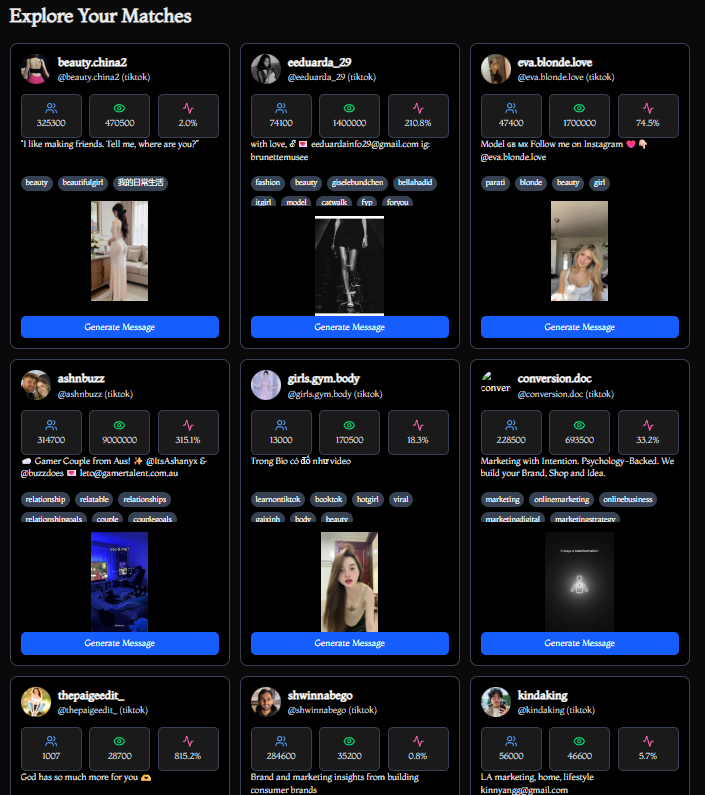 Explore Your Matches
beauty.china2
@beauty.china2 (tiktok)
325300
470500
2.0%
"I like making friends. Tell me, where are you?"
beauty
beautifulgirl
我的日常生活
Generate Message
eeduarda_29
@eeduarda_29 (tiktok)
74100
1400000
210.8%
with love, 💌 eeduardainfo29@gmail.com ig:
brunettemusee
fashion
beauty
giselebundchen
bellahadid
itgirl
model
catwalk
fyp
foryou
Generate Message
eva.blonde.love
@eva.blonde.love (tiktok)
47400
1700000
74.5%
Model ɢʙ ᴍx Follow me on Instagram ❤️ 👇🏻
@eva.blonde.love
parati
blonde
beauty
girl
Generate Message
ashnbuzz
@ashnbuzz (tiktok)
314700
9000000
315.1%
☁️ Gamer Couple from Aus! ✨ @ItsAshanyx &
@buzzdoes 💌 leto@gamertalent.com.au
relationship
relatable
relationships
relationshipgoals
couple
couplegoals
you & me?
Generate Message
girls.gym.body
@girls.gym.body (tiktok)
13000
170500
18.3%
Trong Bio có đồ như video
learnontiktok
booktok
hotgirl
viral
gaixinh
body
beauty
Generate Message
conver
conversion.doc
@conversion.doc (tiktok)
228500
693500
33.2%
Marketing with Intention. Psychology-Backed. We
build your Brand, Shop and Idea.
marketing
onlinemarketing
onlinebusiness
marketingdigital
marketingstrategy
Generate Message
thepaigeedit_
@thepaigeedit_ (tiktok)
1007
28700
815.2%
God has so much more for you 🫶
shwinnabego
@shwinnabego (tiktok)
284600
35200
0.8%
Brand and marketing insights from building
consumer brands
kindaking
@kindaking (tiktok)
56000
46600
5.7%
LA marketing, home, lifestyle
kinnyangg@gmail.com